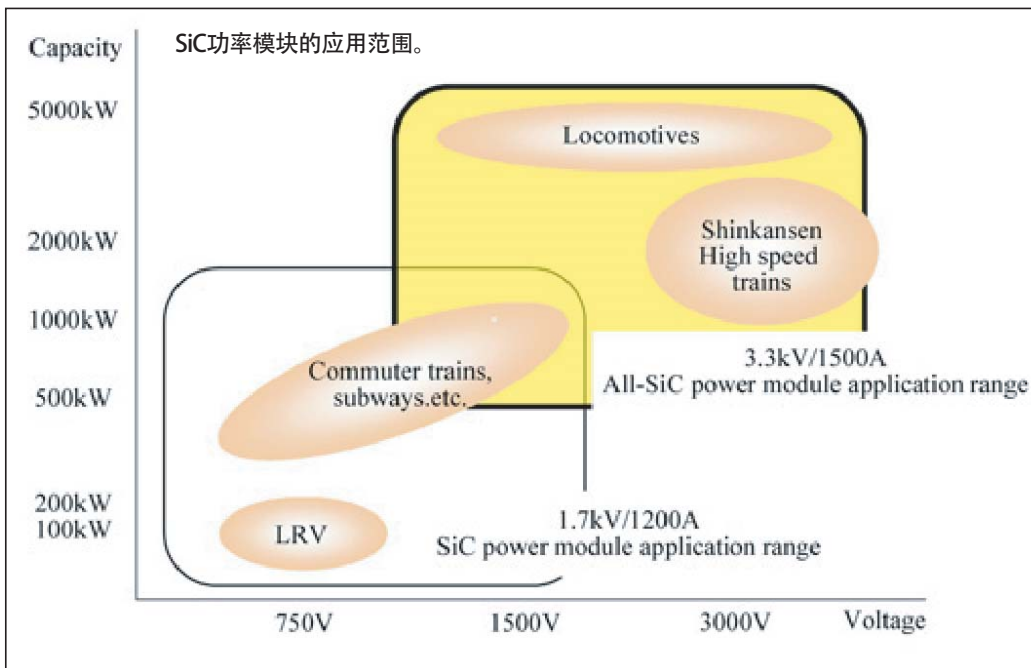 SiC功率模块的应用范围。
Capacity
5000kW
2000kW
1000kW
500kW
200kW
100kW
Locomotives
Shinkansen
High speed
trains
Commuter trains,
subways.etc.
LRV
3.3kV/1500A
All-SiC power module application range
1.7kV/1200A
SiC power module application range
750V
1500V
3000V
Voltage